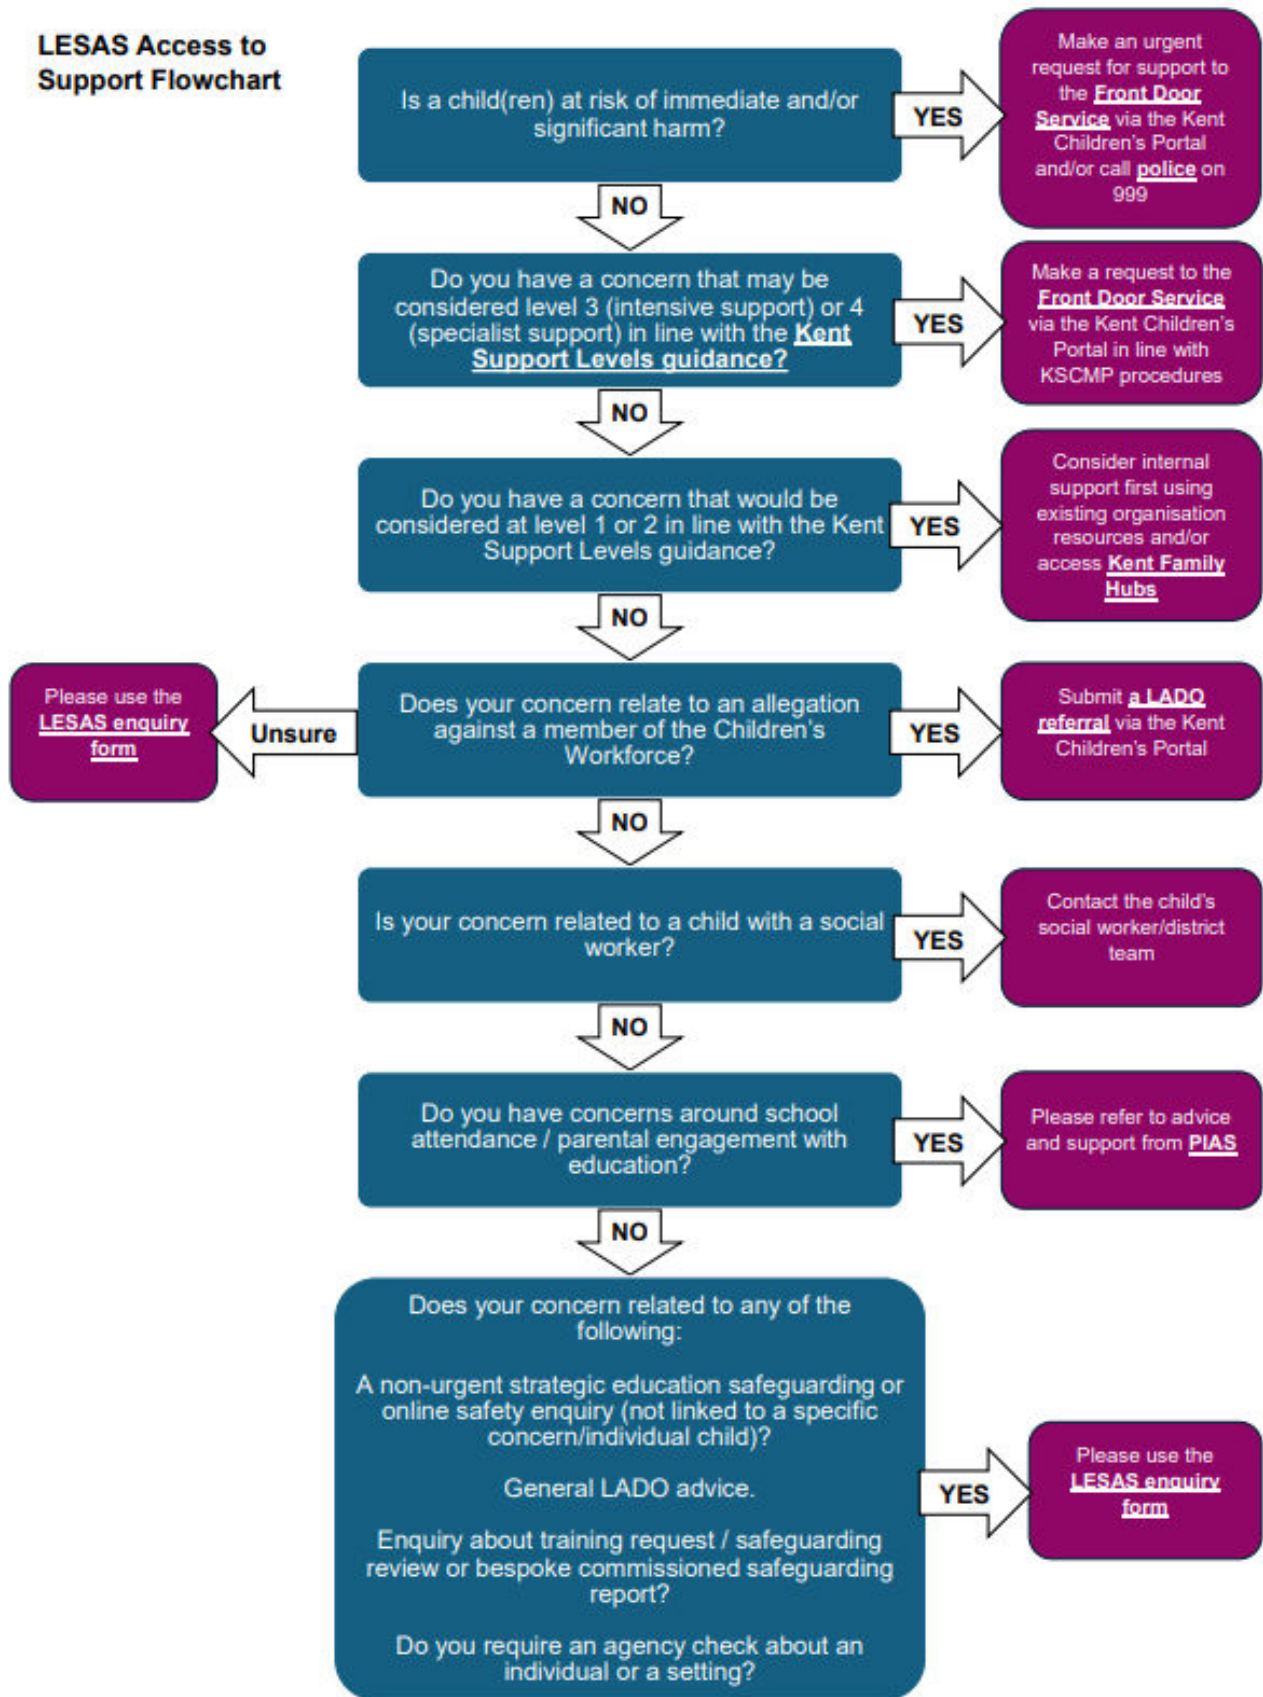 LESAS Access to
Support Flowchart
Is a child(ren) at risk of immediate and/or
significant harm?
YES
Make an urgent
request for support to
the Front Door
Service via the Kent
Children's Portal
and/or call police on
999
NO
Do you have a concern that may be
considered level 3 (intensive support) or 4
(specialist support) in line with the Kent
Support Levels guidance?
YES
Make a request to the
Front Door Service
via the Kent Children's
Portal in line with
KSCMP procedures
NO
Do you have a concern that would be
considered at level 1 or 2 in line with the Kent
Support Levels guidance?
YES
Consider internal
support first using
existing organisation
resources and/or
access Kent Family
Hubs
NO
Please use the
LESAS enquiry
form
Unsure
Does your concern relate to an allegation
against a member of the Children's
Workforce?
YES
Submit a LADO
referral via the Kent
Children's Portal
NO
Is your concern related to a child with a social
worker?
YES
Contact the child's
social worker/district
team
NO
Do you have concerns around school
attendance / parental engagement with
education?
YES
Please refer to advice
and support from PIAS
NO
Does your concern related to any of the
following:
A non-urgent strategic education safeguarding or
online safety enquiry (not linked to a specific
concern/individual child)?
General LADO advice.
Enquiry about training request / safeguarding
review or bespoke commissioned safeguarding
report?
Do you require an agency check about an
individual or a setting?
YES
Please use the
LESAS enquiry
form